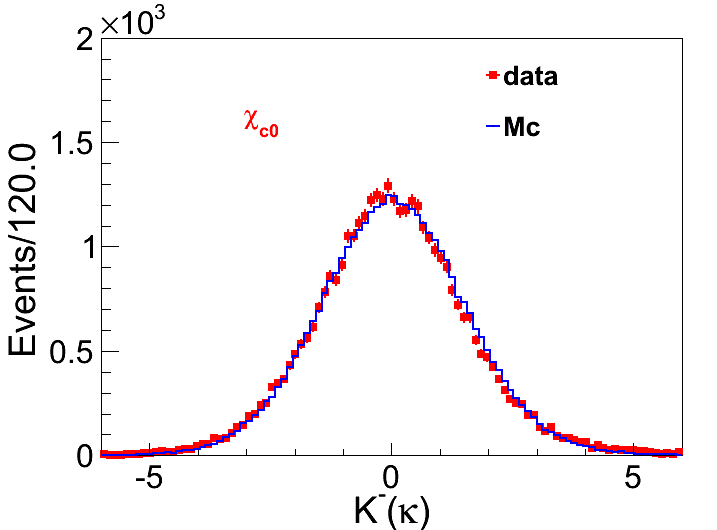 ×10³
2
1.5
1
0.5
0
Events/120.0
χc0
data
Mc
-5
0
5
K⁻(κ)